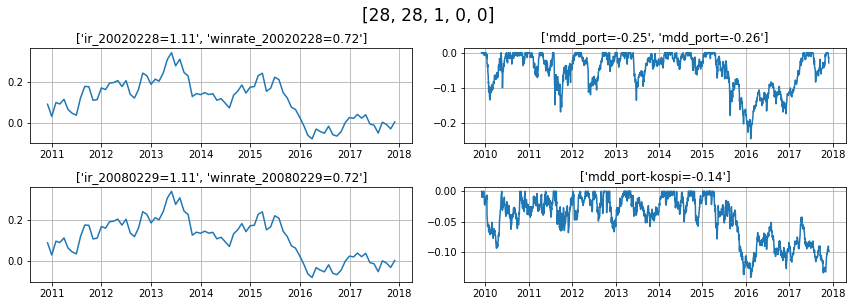 [28, 28, 1, 0, 0]
['ir_20020228=1.11', 'winrate_20020228=0.72']
0.2
0.0
2011 2012 2013 2014 2015 2016 2017 2018
['mdd_port=-0.25', 'mdd_port=-0.26']
0.0
−0.1
−0.2
2010 2011 2012 2013 2014 2015 2016 2017 2018
['ir_20080229=1.11', 'winrate_20080229=0.72']
0.2
0.0
2011 2012 2013 2014 2015 2016 2017 2018
['mdd_port-kospi=-0.14']
0.00
−0.05
−0.10
2010 2011 2012 2013 2014 2015 2016 2017 2018